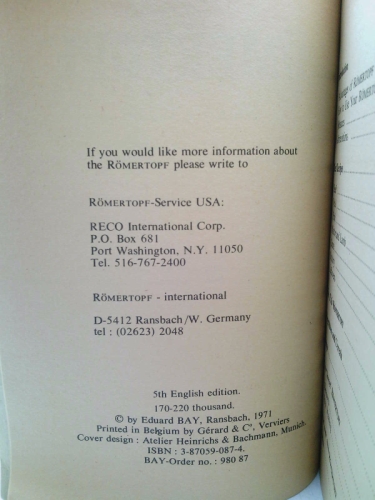 If you would like more information about
the RÖMERTOPF please write to
RÖMERTOPF-Service USA:
RECO International Corp.
P.O. Box 681
Port Washington, N.Y. 11050
Tel. 516-767-2400
RÖMERTOPF - international
D-5412 Ransbach/W. Germany
tel : (02623) 2048
5th English edition.
170-220 thousand.
© by Eduard BAY, Ransbach, 1971
Printed in Belgium by Gérard & Cº, Verviers
Cover design : Atelier Heinrichs & Bachmann, Munich.
ISBN : 3-87059-087-4.
BAY-Order no. : 980 87